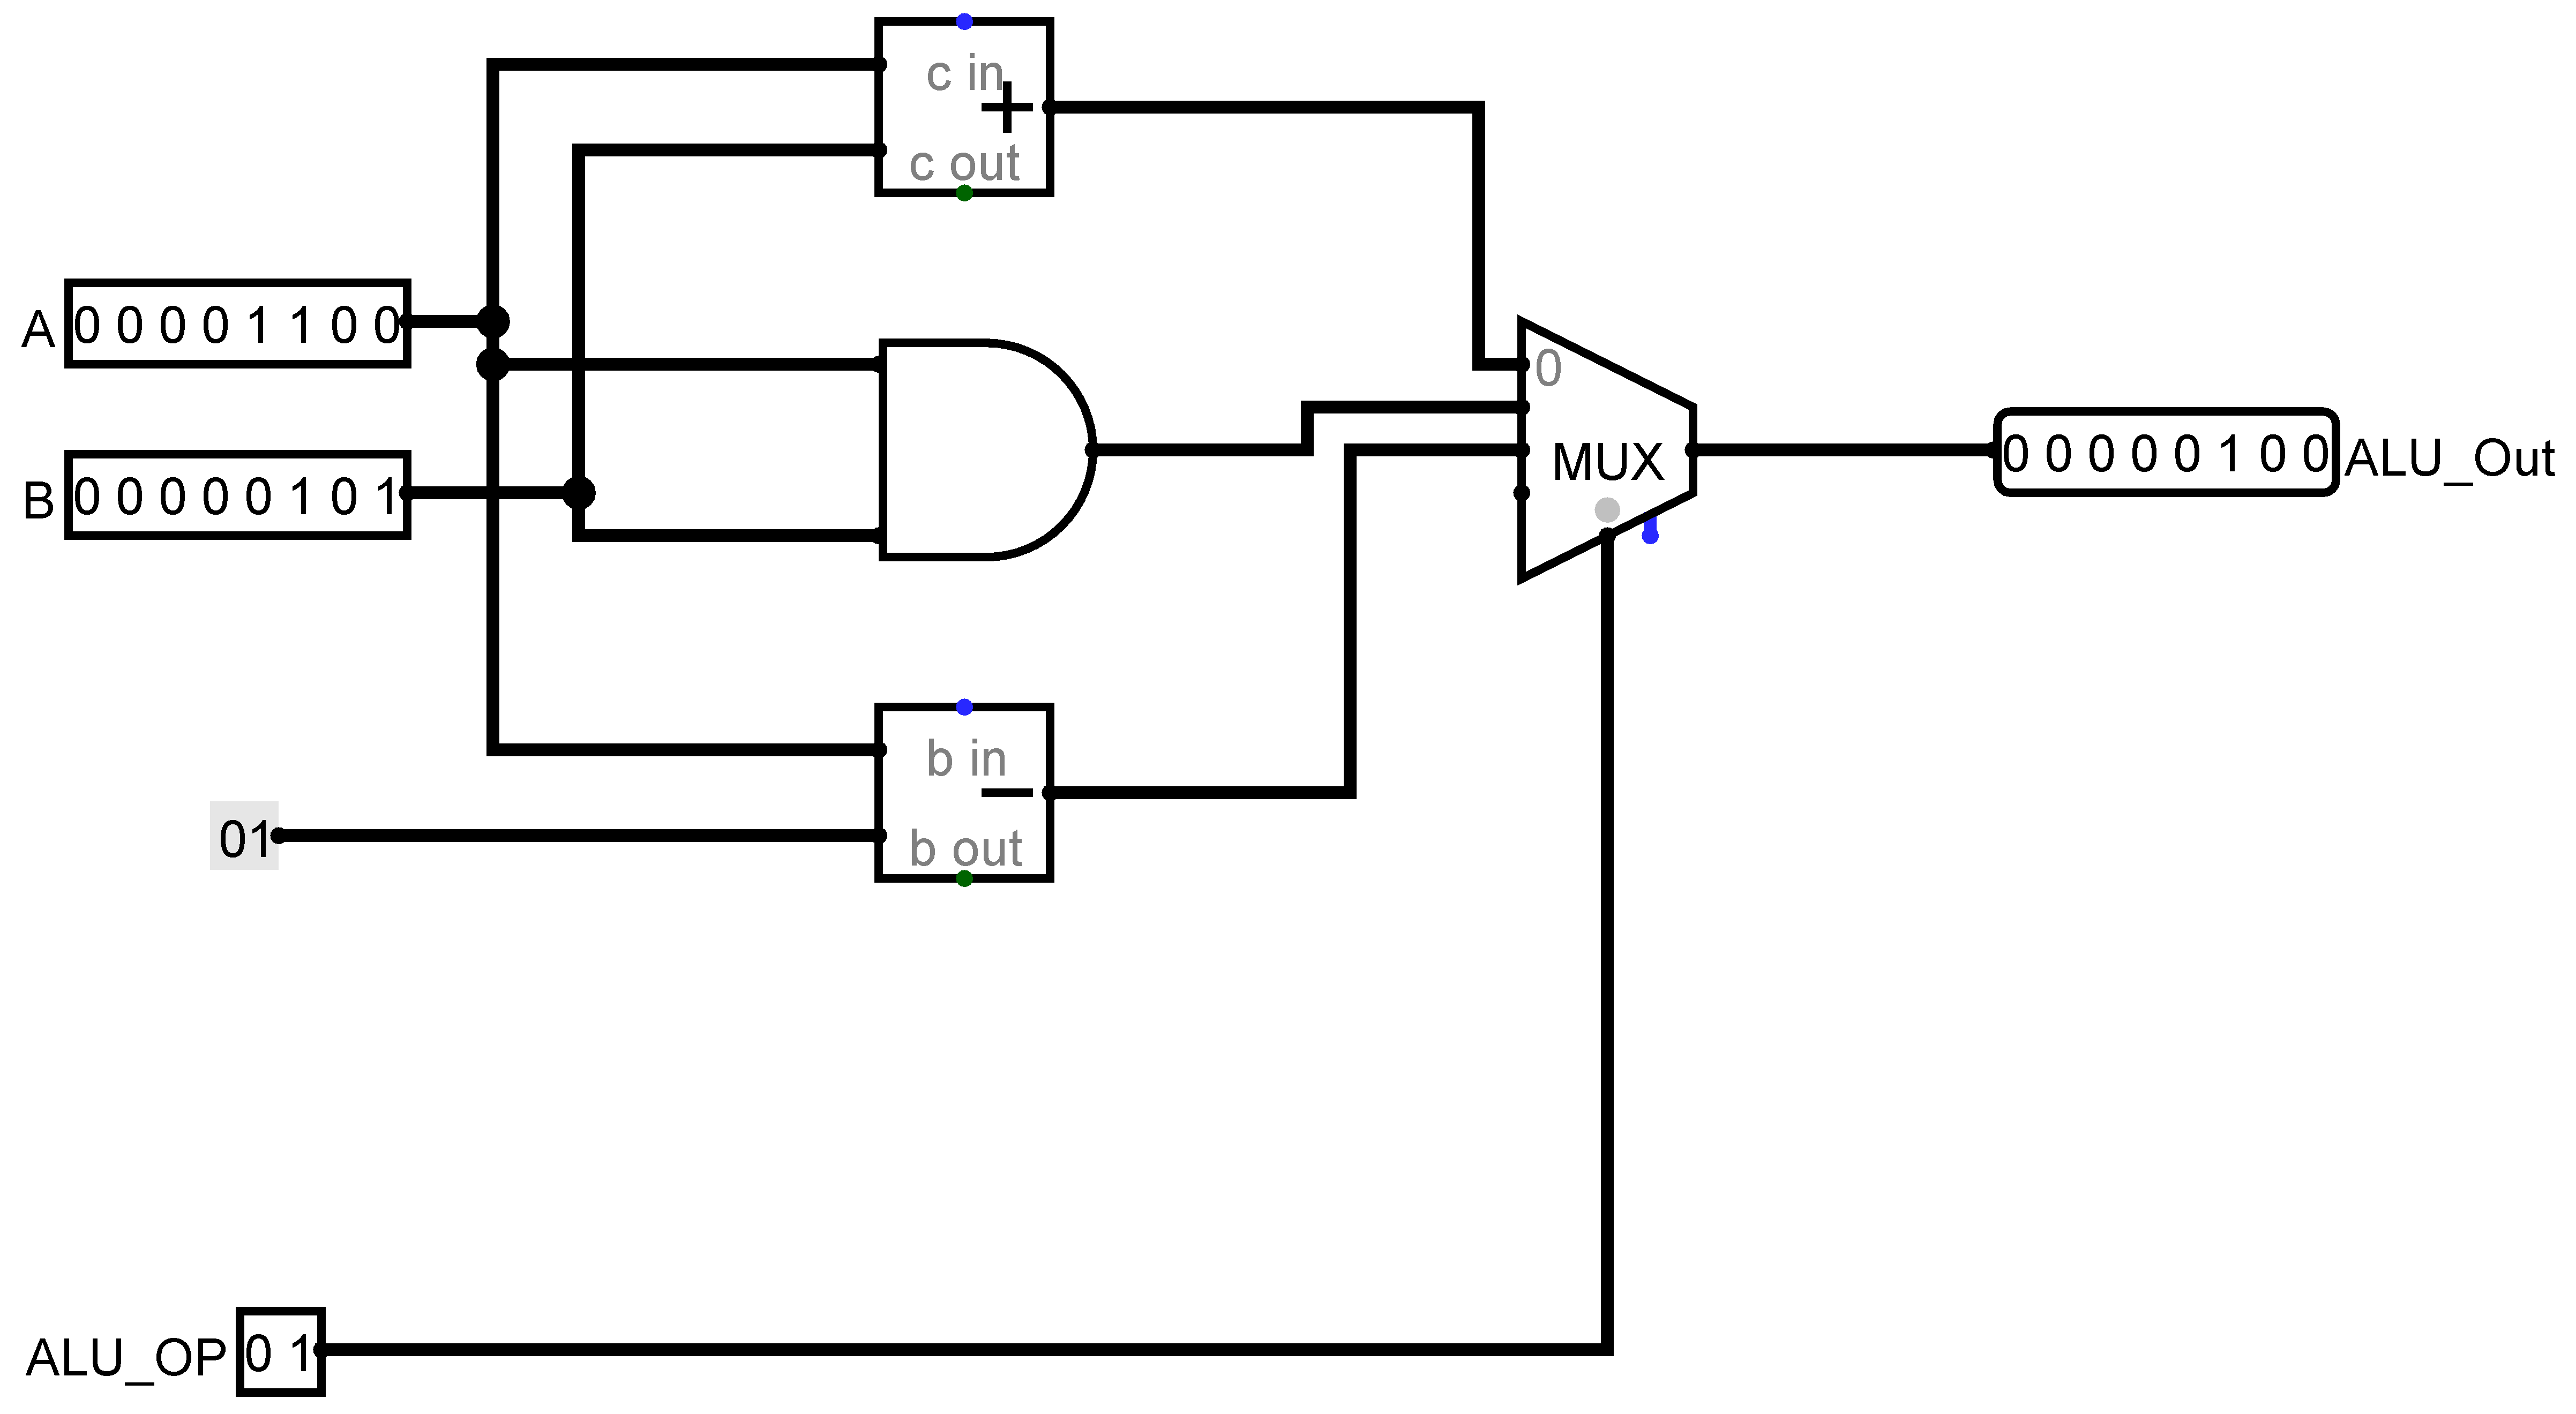 c in
+
c out
A 0 0 0 0 1 1 0 0
0
MUX
0 0 0 0 0 1 0 0 ALU_Out
B 0 0 0 0 0 1 0 1
b in
01
b out
ALU_OP 0 1